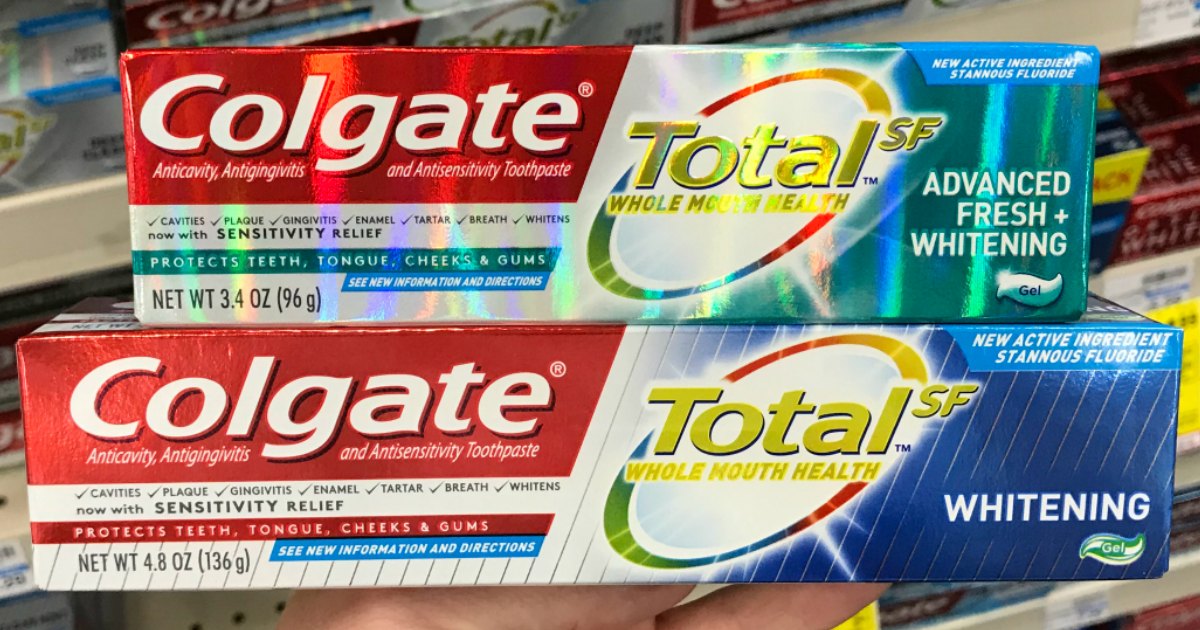 Colgate®
Anticavity, Antigingivitis and Antisensitivity Toothpaste
✓CAVITIES ✓PLAQUE ✓GINGIVITIS ✓ENAMEL ✓TARTAR ✓BREATH ✓WHITENS
now with SENSITIVITY RELIEF
PROTECTS TEETH, TONGUE, CHEEKS & GUMS
SEE NEW INFORMATION AND DIRECTIONS
NET WT 3.4 OZ (96 g)
Total SF™
WHOLE MOUTH HEALTH
NEW ACTIVE INGREDIENT
STANNOUS FLUORIDE
ADVANCED
FRESH +
WHITENING
Gel
NET WT
Colgate®
Anticavity, Antigingivitis and Antisensitivity Toothpaste
✓CAVITIES ✓PLAQUE ✓GINGIVITIS ✓ENAMEL ✓TARTAR ✓BREATH ✓WHITENS
now with SENSITIVITY RELIEF
PROTECTS TEETH, TONGUE, CHEEKS & GUMS
SEE NEW INFORMATION AND DIRECTIONS
NET WT 4.8 OZ (136 g)
Total SF™
WHOLE MOUTH HEALTH
NEW ACTIVE INGREDIENT
STANNOUS FLUORIDE
WHITENING
Gel